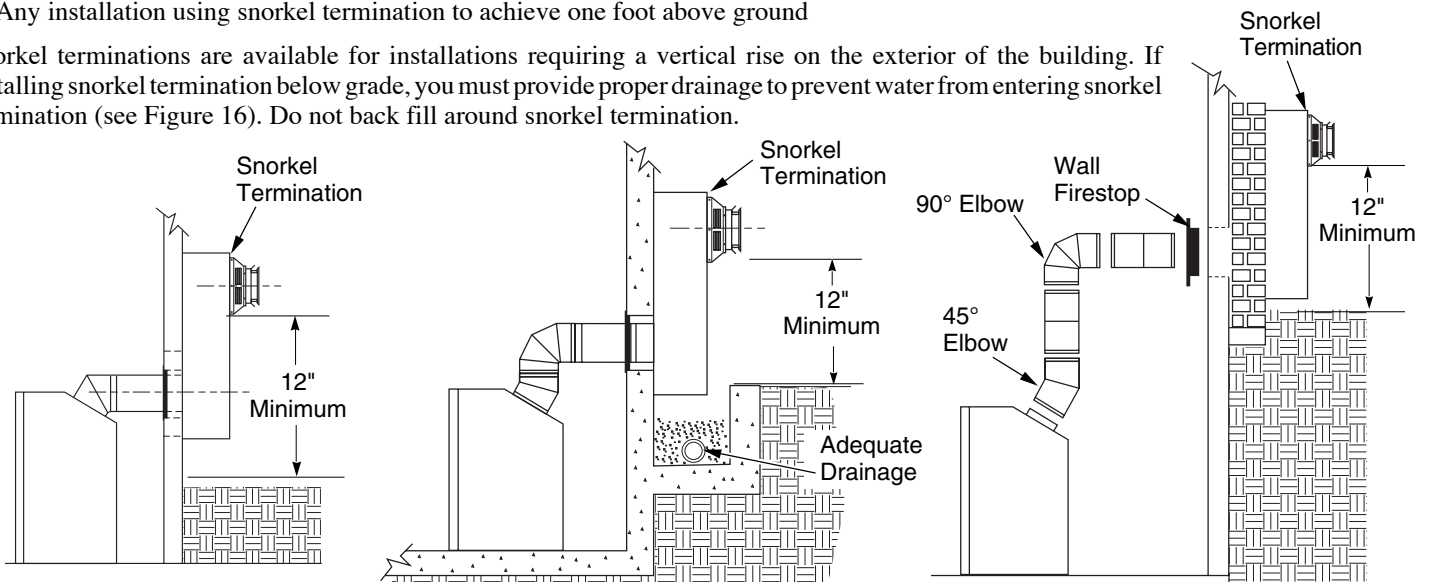 Any installation using snorkel termination to achieve one foot above ground
orkel terminations are available for installations requiring a vertical rise on the exterior of the building. If
talling snorkel termination below grade, you must provide proper drainage to prevent water from entering snorkel
mination (see Figure 16). Do not back fill around snorkel termination.
Snorkel
Termination
12"
Minimum
Snorkel
Termination
12"
Minimum
Adequate
Drainage
90° Elbow
45°
Elbow
Wall
Firestop
Snorkel
Termination
12"
Minimum